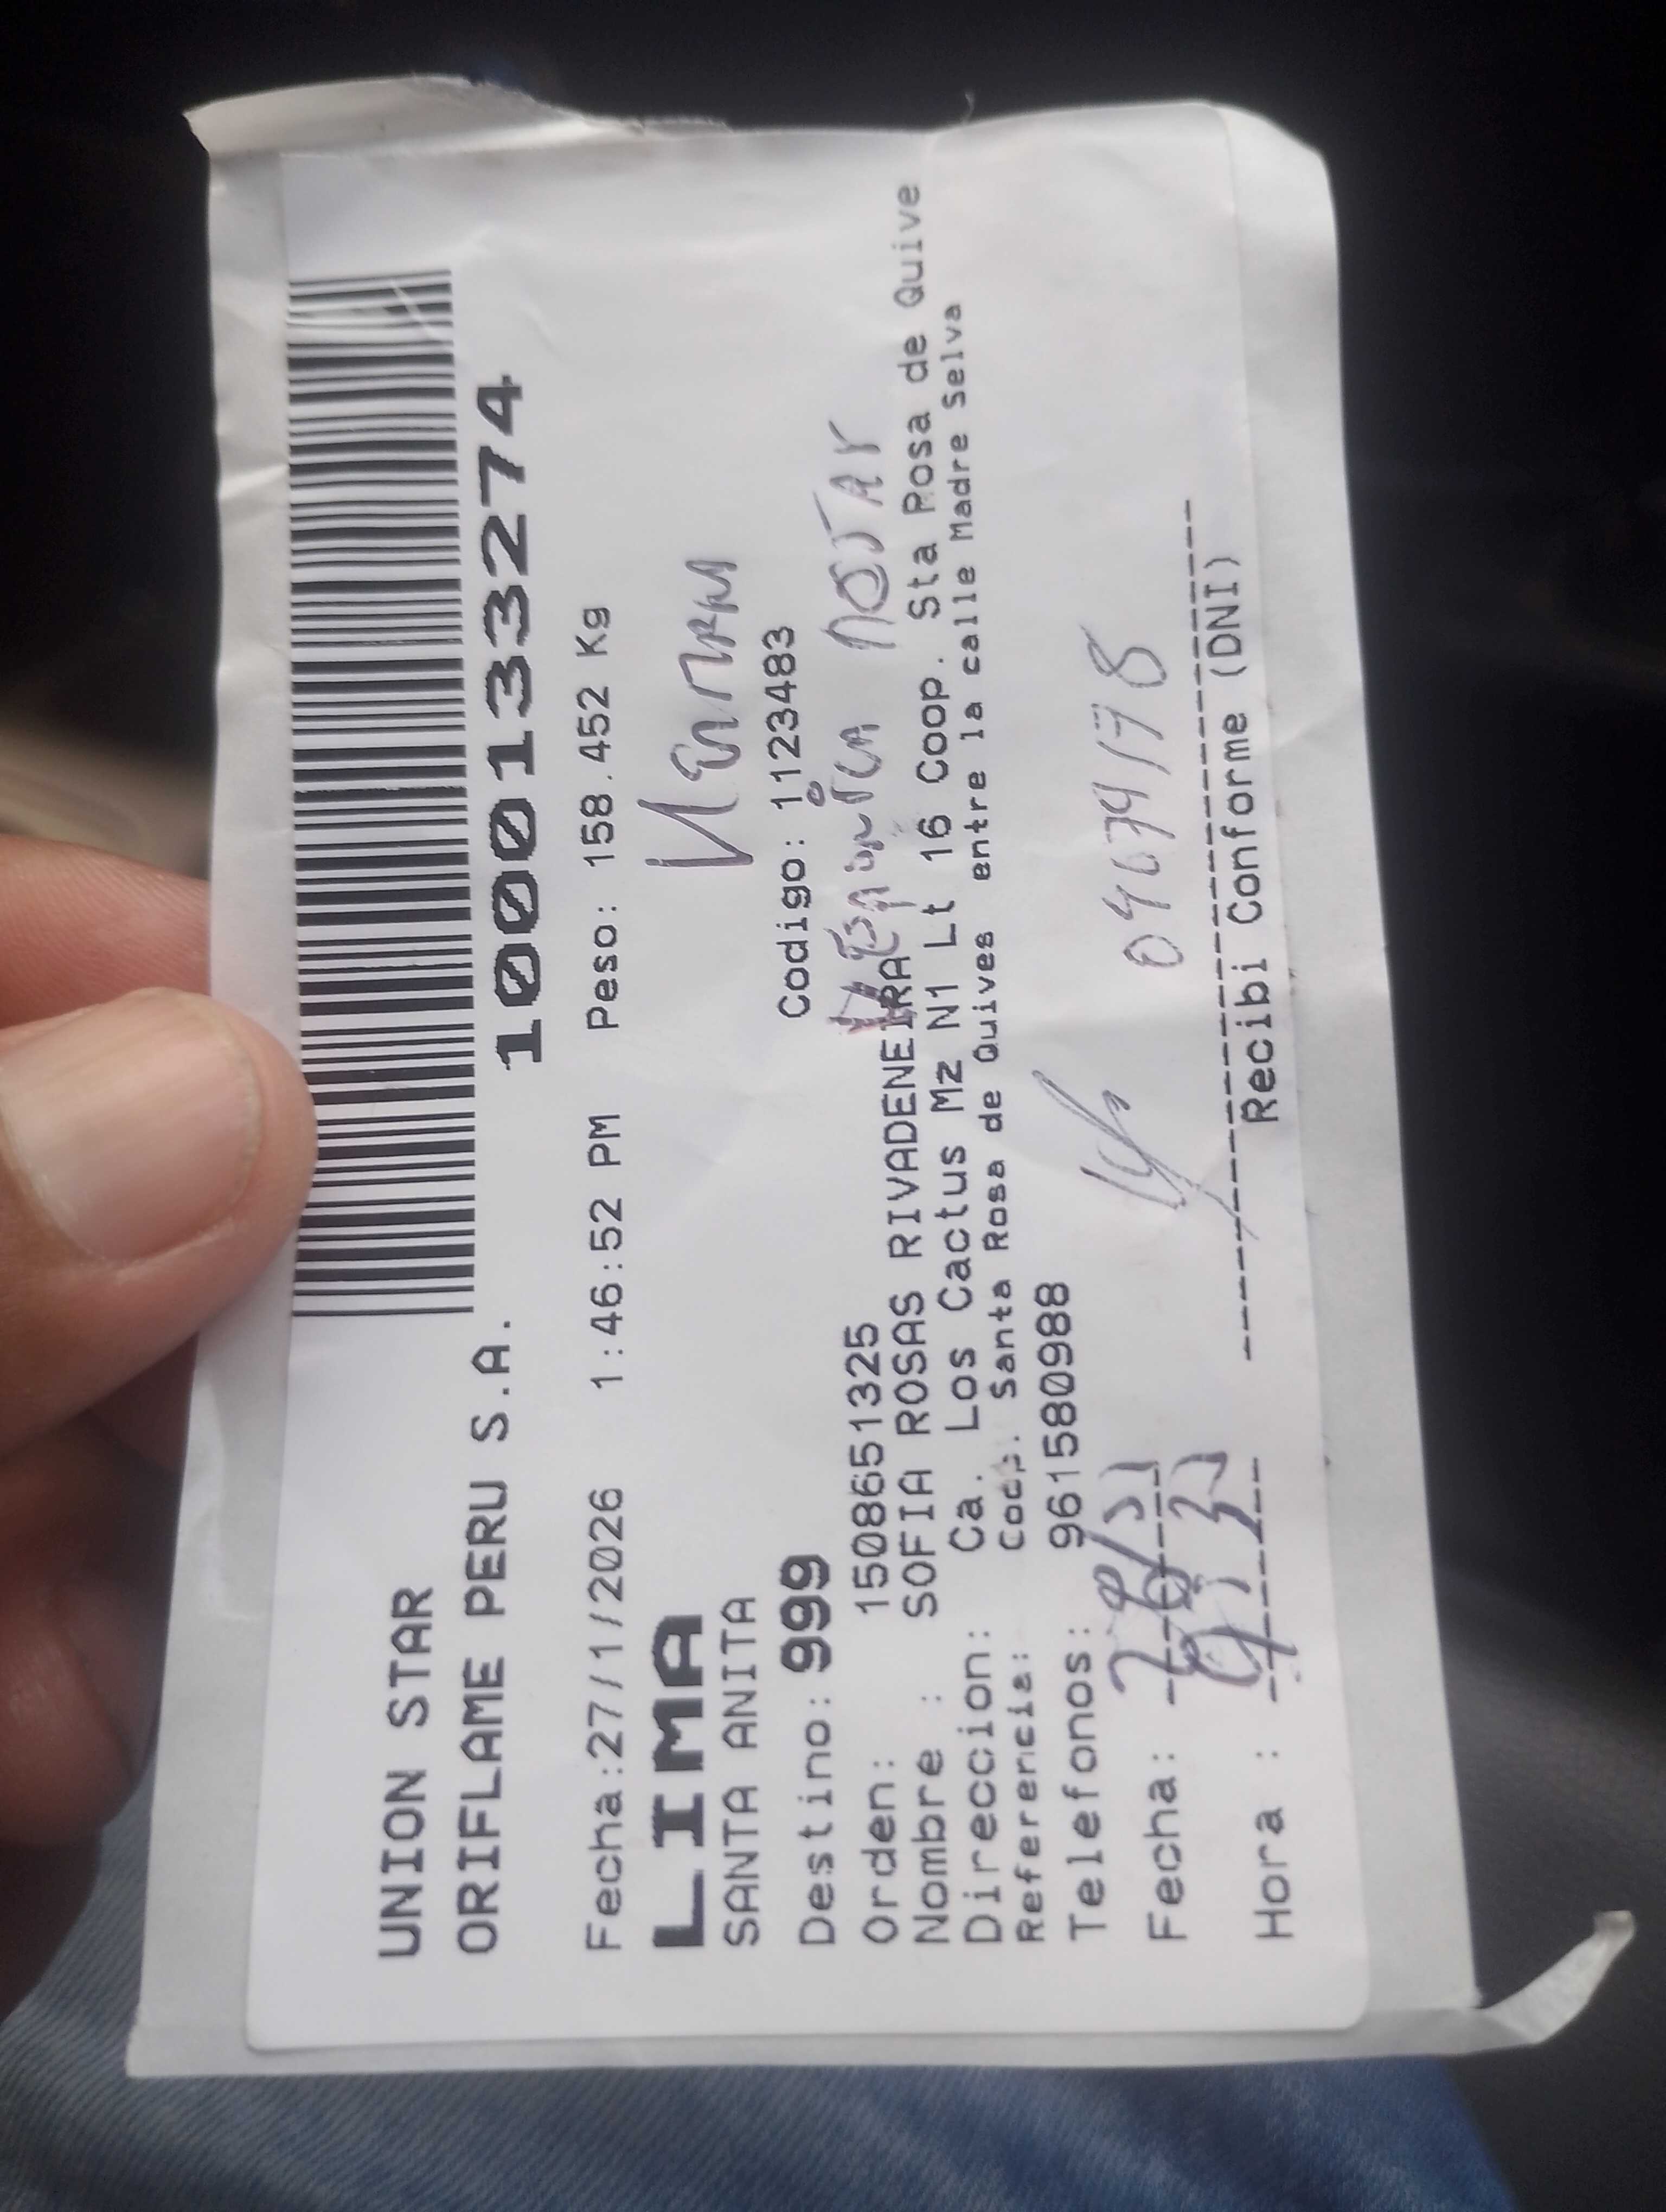 UNION STAR
ORIFLAME PERU S.A.
1000133274
Fecha:27/1/2026 1:46:52 PM Peso: 158.452 Kg
LIMA
SANTA ANITA
Destino: 999 Codigo: 1123483
Orden: 1508651325
Nombre : SOFIA ROSAS RIVADENEIRA
Direccion: Ca. Los Cactus Mz N1 Lt 16 Coop. Sta Rosa de Quive
Referencia: Coop. Santa Rosa de Quives entre la calle Madre Selva
Telefonos: 961580988
Fecha:
Hora :
Recibi Conforme (DNI)